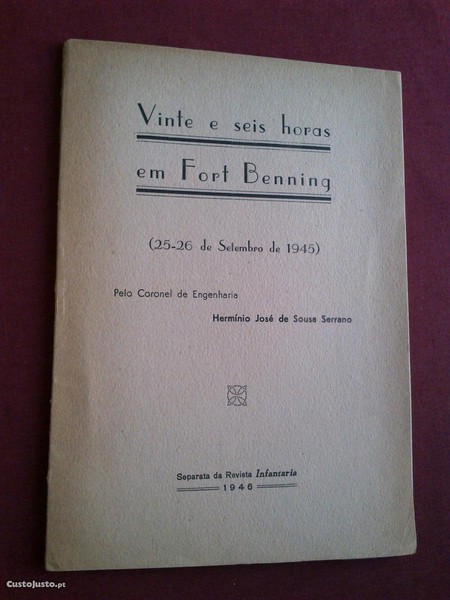 Vinte e seis horas
em Fort Benning
(25-26 de Setembro de 1945)
Pelo Coronel de Engenharia
Hermínio José de Sousa Serrano
Separata da Revista Infantaria
1946
CustoJusto.pt